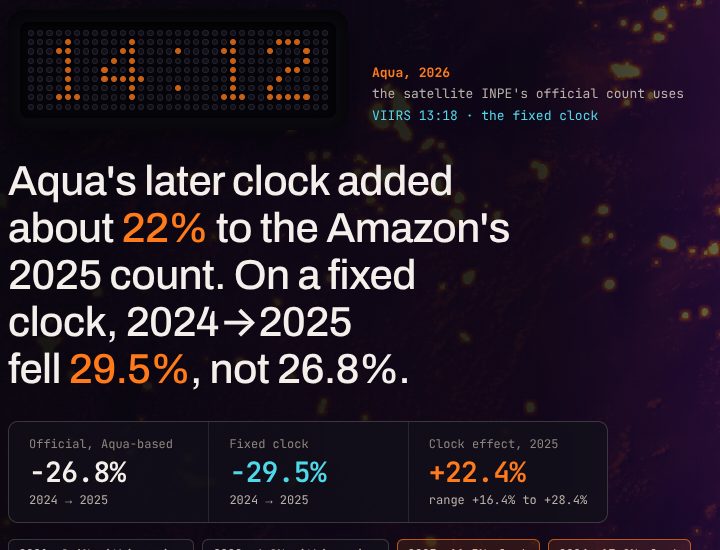 14:12
Aqua, 2026
the satellite INPE's official count uses
VIIRS 13:18 · the fixed clock
Aqua's later clock added
about 22% to the Amazon's
2025 count. On a fixed
clock, 2024→2025
fell 29.5%, not 26.8%.
Official, Aqua-based
-26.8%
2024 → 2025
Fixed clock
-29.5%
2024 → 2025
Clock effect, 2025
+22.4%
range +16.4% to +28.4%